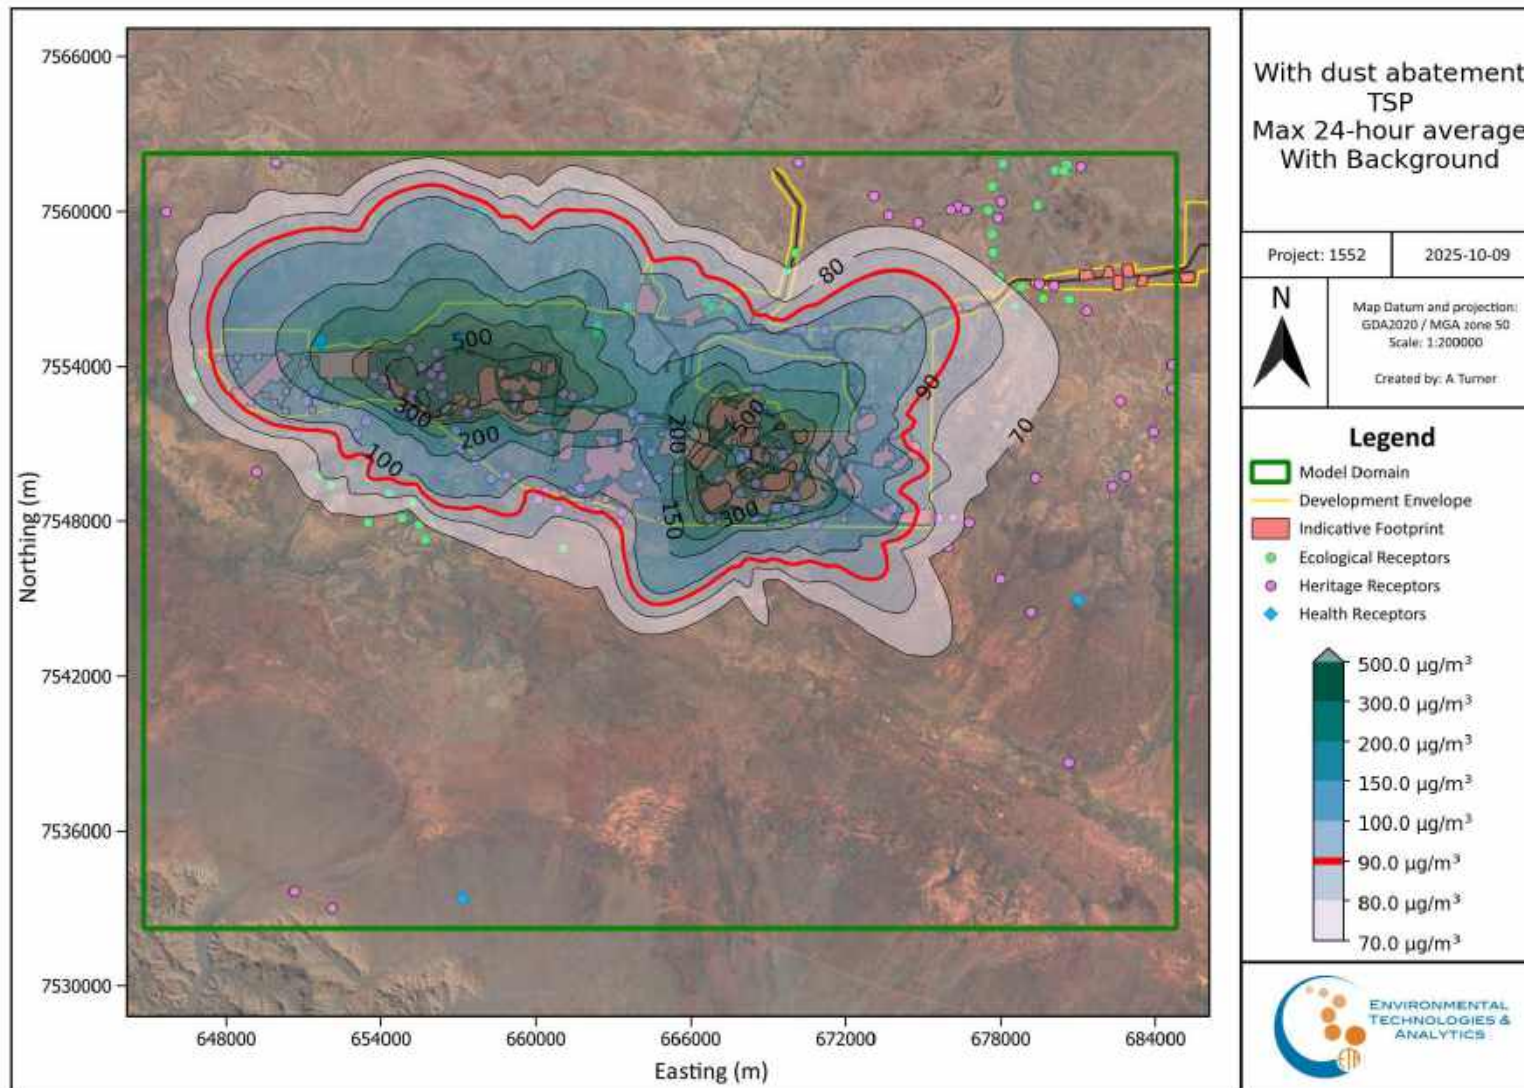 With dust abatement
TSP
Max 24-hour average
With Background
Project: 1552
2025-10-09
N
Map Datum and projection:
GDA2020 / MGA zone 50
Scale: 1:200000
Created by: A Turner
Legend
Model Domain
Development Envelope
Indicative Footprint
Ecological Receptors
Heritage Receptors
Health Receptors
500.0 µg/m³
300.0 µg/m³
200.0 µg/m³
150.0 µg/m³
100.0 µg/m³
90.0 µg/m³
80.0 µg/m³
70.0 µg/m³
ENVIRONMENTAL
TECHNOLOGIES &
ANALYTICS
ETA
Northing (m)
7566000
7560000
7554000
7548000
7542000
7536000
7530000
80
500
90
300
500
200
200
70
100
150
300
648000
654000
660000
666000
672000
678000
684000
Easting (m)